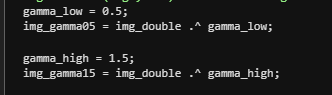 gamma_low = 0.5;
img_gamma05 = img_double .^ gamma_low;
gamma_high = 1.5;
img_gamma15 = img_double .^ gamma_high;